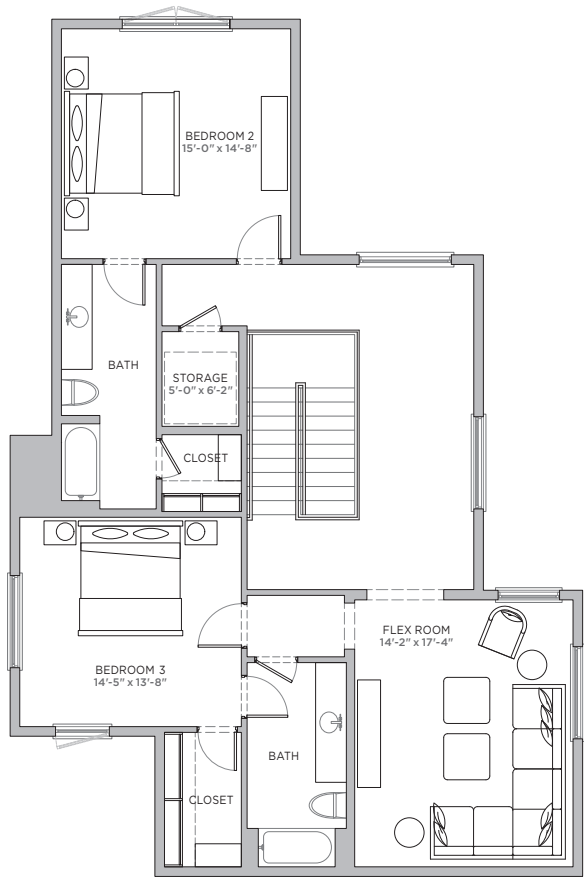 BEDROOM 2
15'-0" x 14'-8"
BATH
STORAGE
5'-0" x 6'-2"
CLOSET
FLEX ROOM
14'-2" x 17'-4"
BEDROOM 3
14'-5" x 13'-8"
BATH
CLOSET